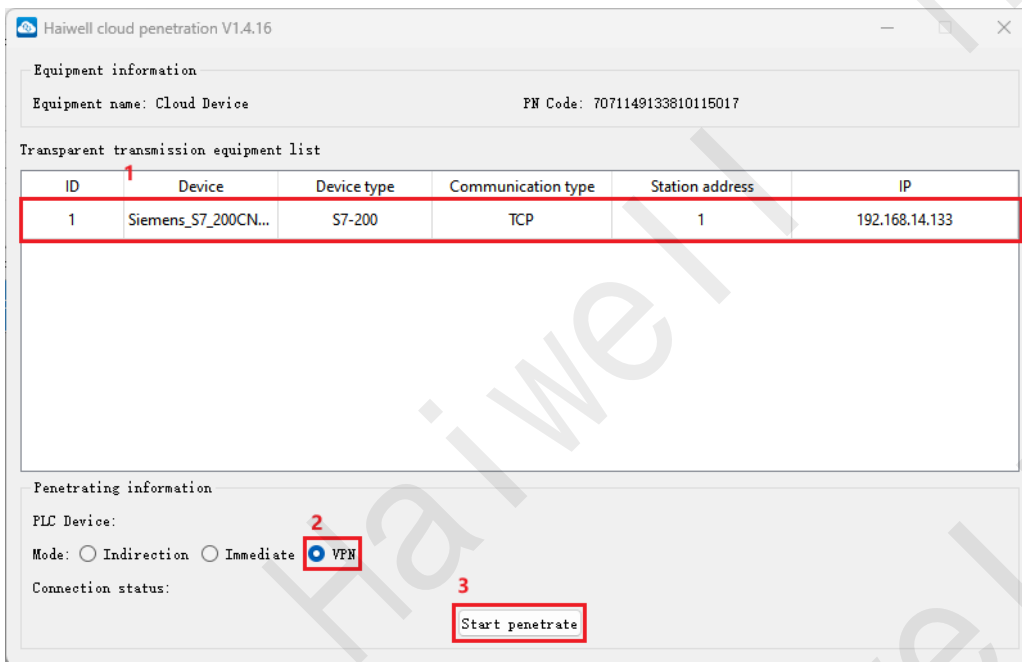 Haiwell cloud penetration V1.4.16
Equipment information
Equipment name: Cloud Device PN Code: 7071149133810115017
Transparent transmission equipment list
1
ID Device Device type Communication type Station address IP
1 Siemens_S7_200CN... S7-200 TCP 1 192.168.14.133
Penetrating information
PLC Device:
2
Mode: Indirection Immediate VPN
Connection status:
3
Start penetrate
Haiwell